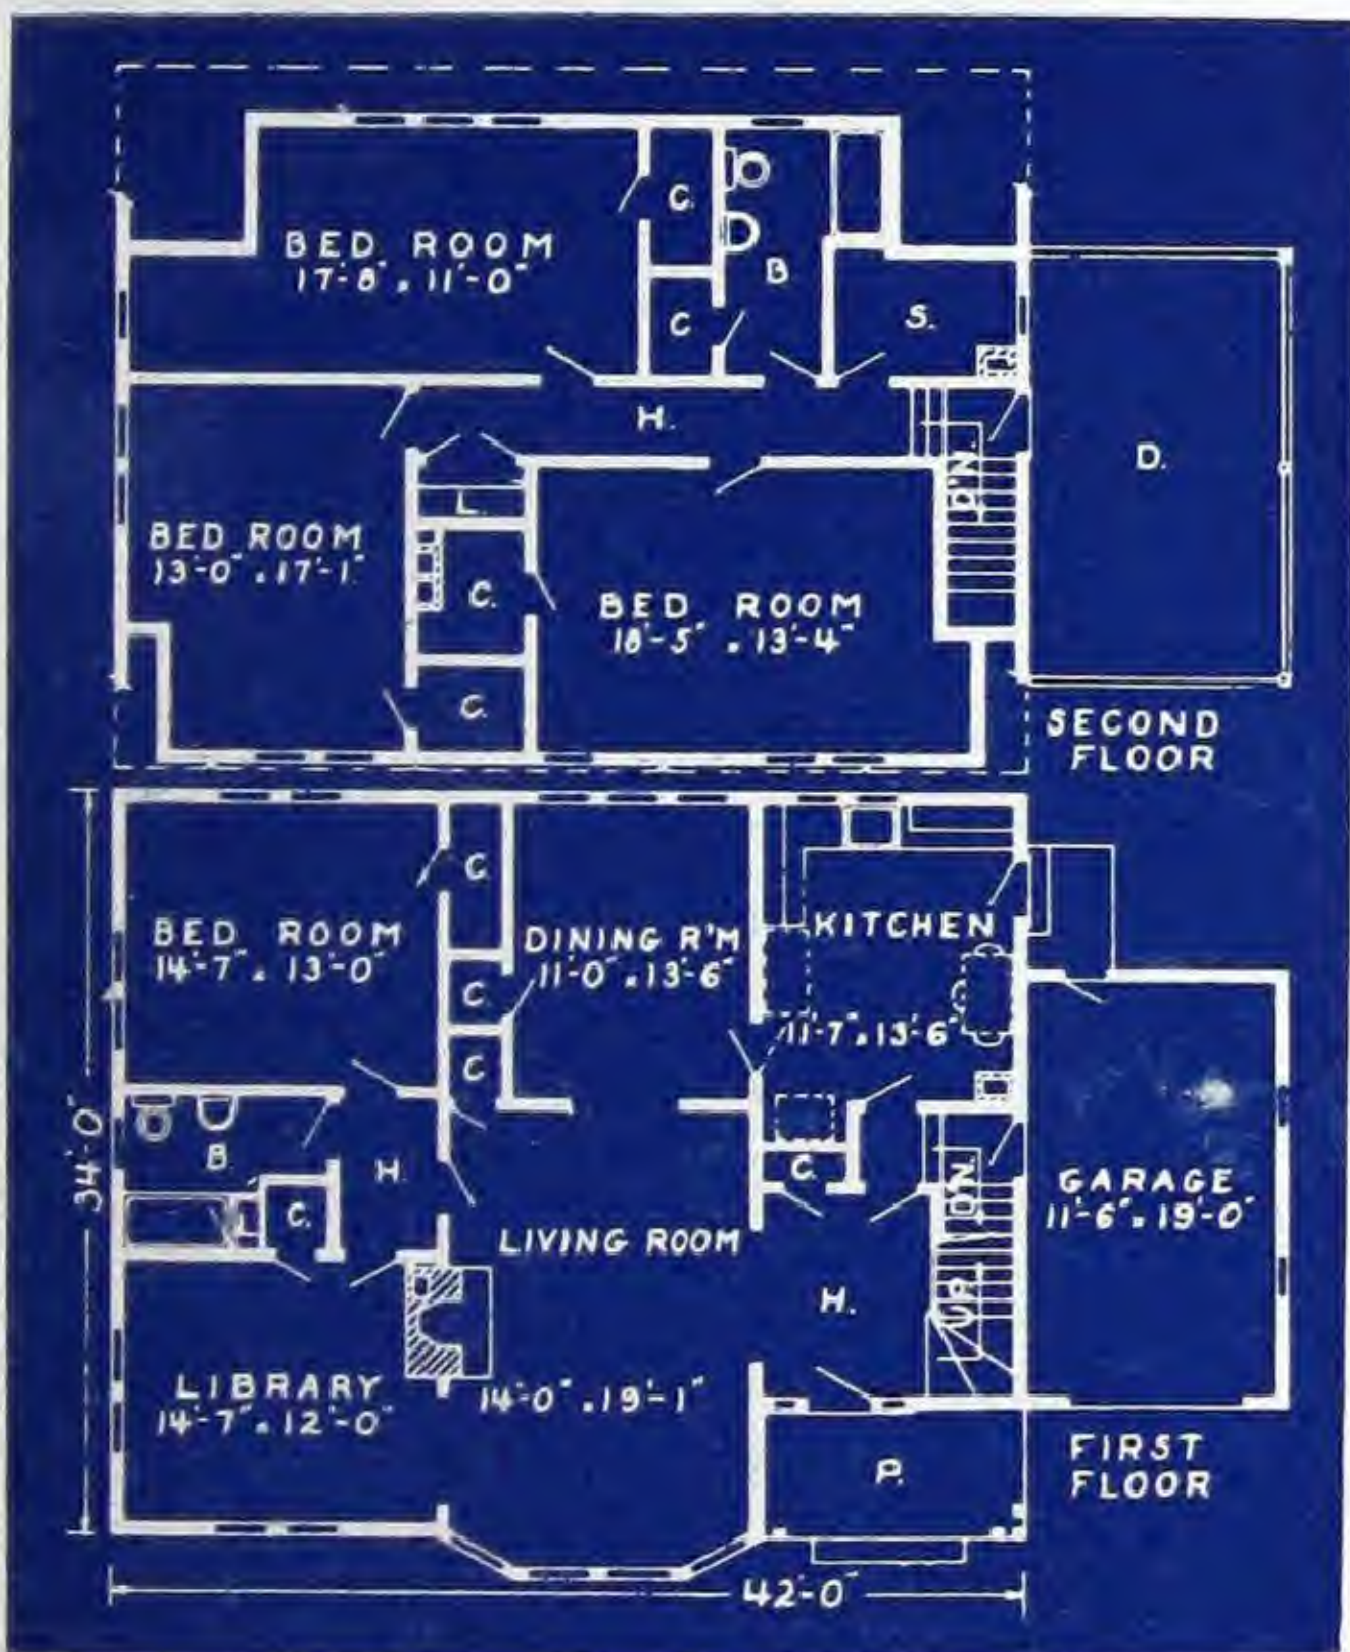 BED ROOM
17'-8" x 11'-0"
C.
B
C
S.
H.
D'N.
D.
L.
BED ROOM
13'-0" x 17'-1"
C.
BED ROOM
18'-5" x 13'-4"
C.
SECOND
FLOOR
C.
BED ROOM
14'-7" x 13'-0"
DINING R'M
11'-0" x 13'-6"
KITCHEN
11'-7" x 13'-6"
C.
C.
34'-0"
B.
H.
C.
C.
DN.
GARAGE
11'-6" x 19'-0"
LIVING ROOM
14'-0" x 19'-1"
H.
UP
LIBRARY
14'-7" x 12'-0"
P.
FIRST
FLOOR
42'-0"